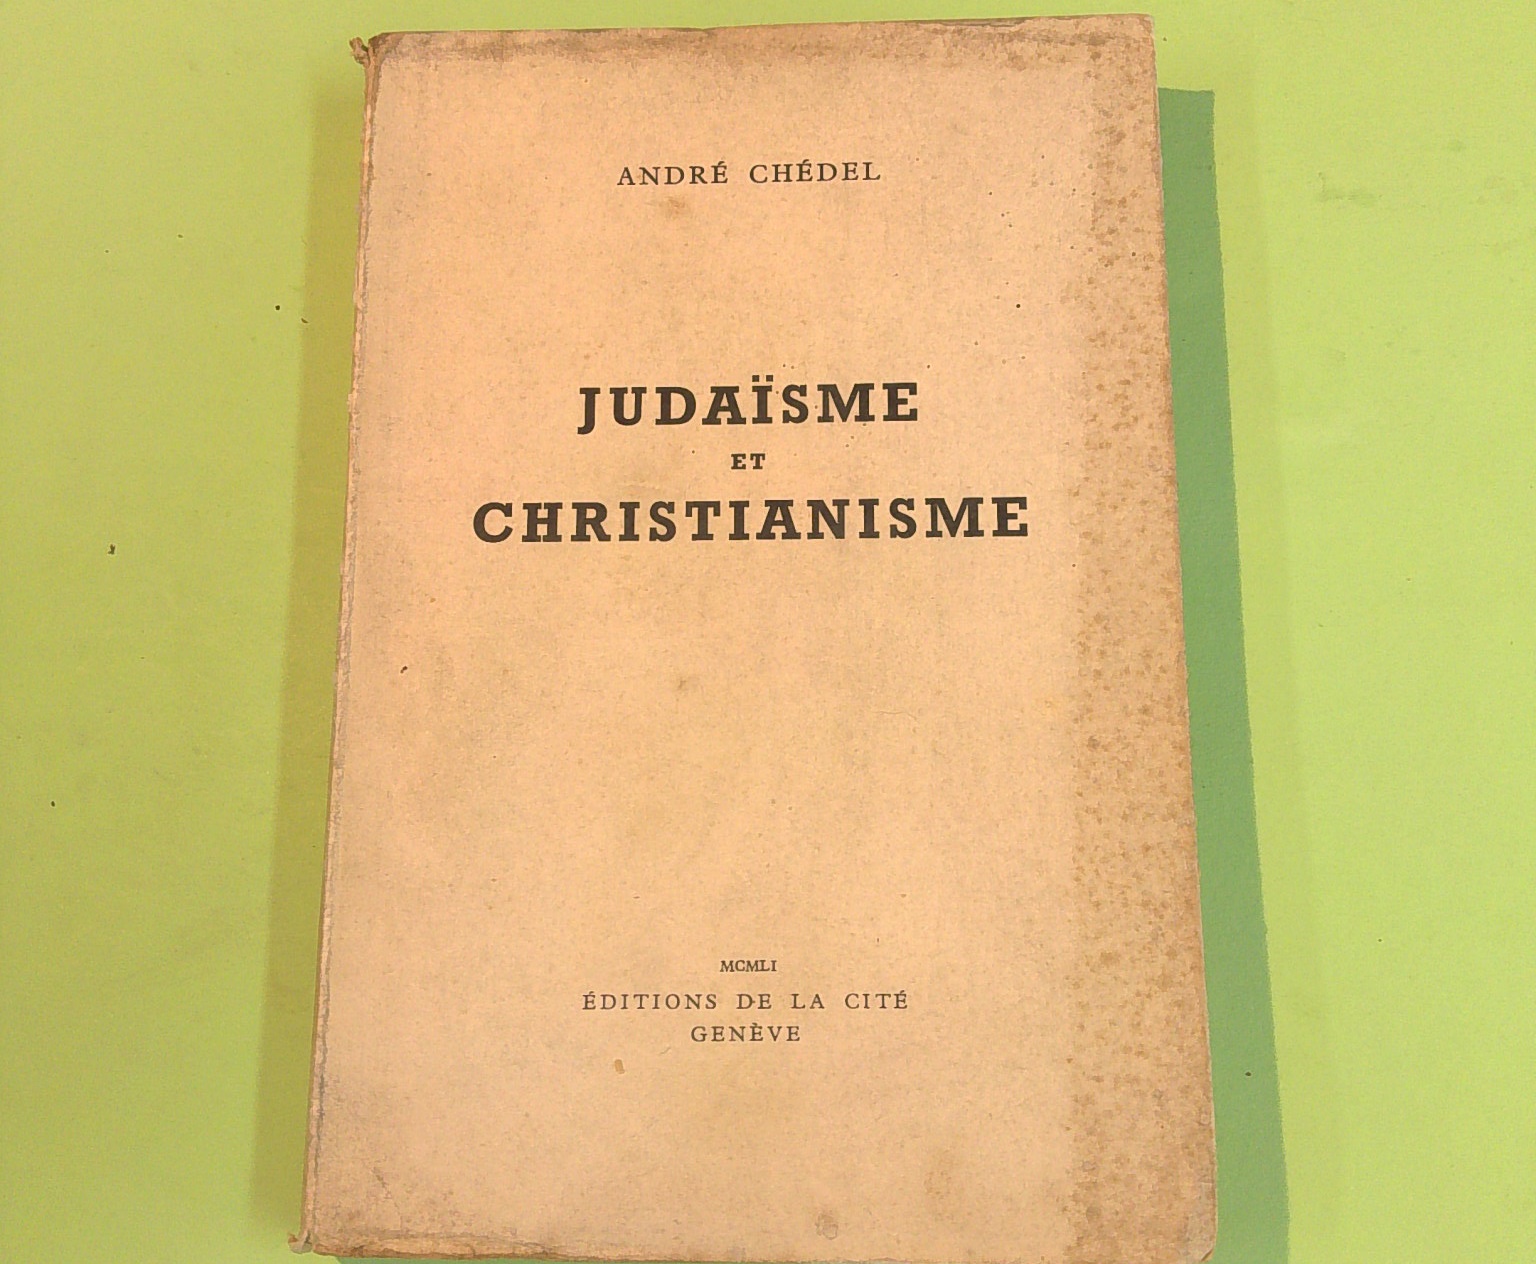 ANDRÉ CHÉDEL
JUDAÏSME
ET
CHRISTIANISME
MCMLI
ÉDITIONS DE LA CITÉ
GENÈVE